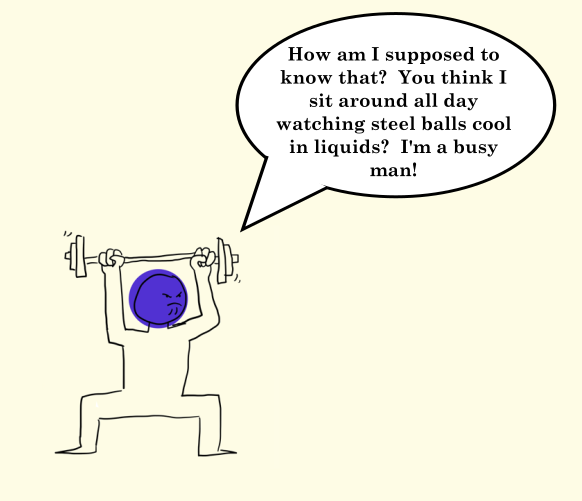 How am I supposed to
know that?  You think I
sit around all day
watching steel balls cool
in liquids?  I'm a busy
man!